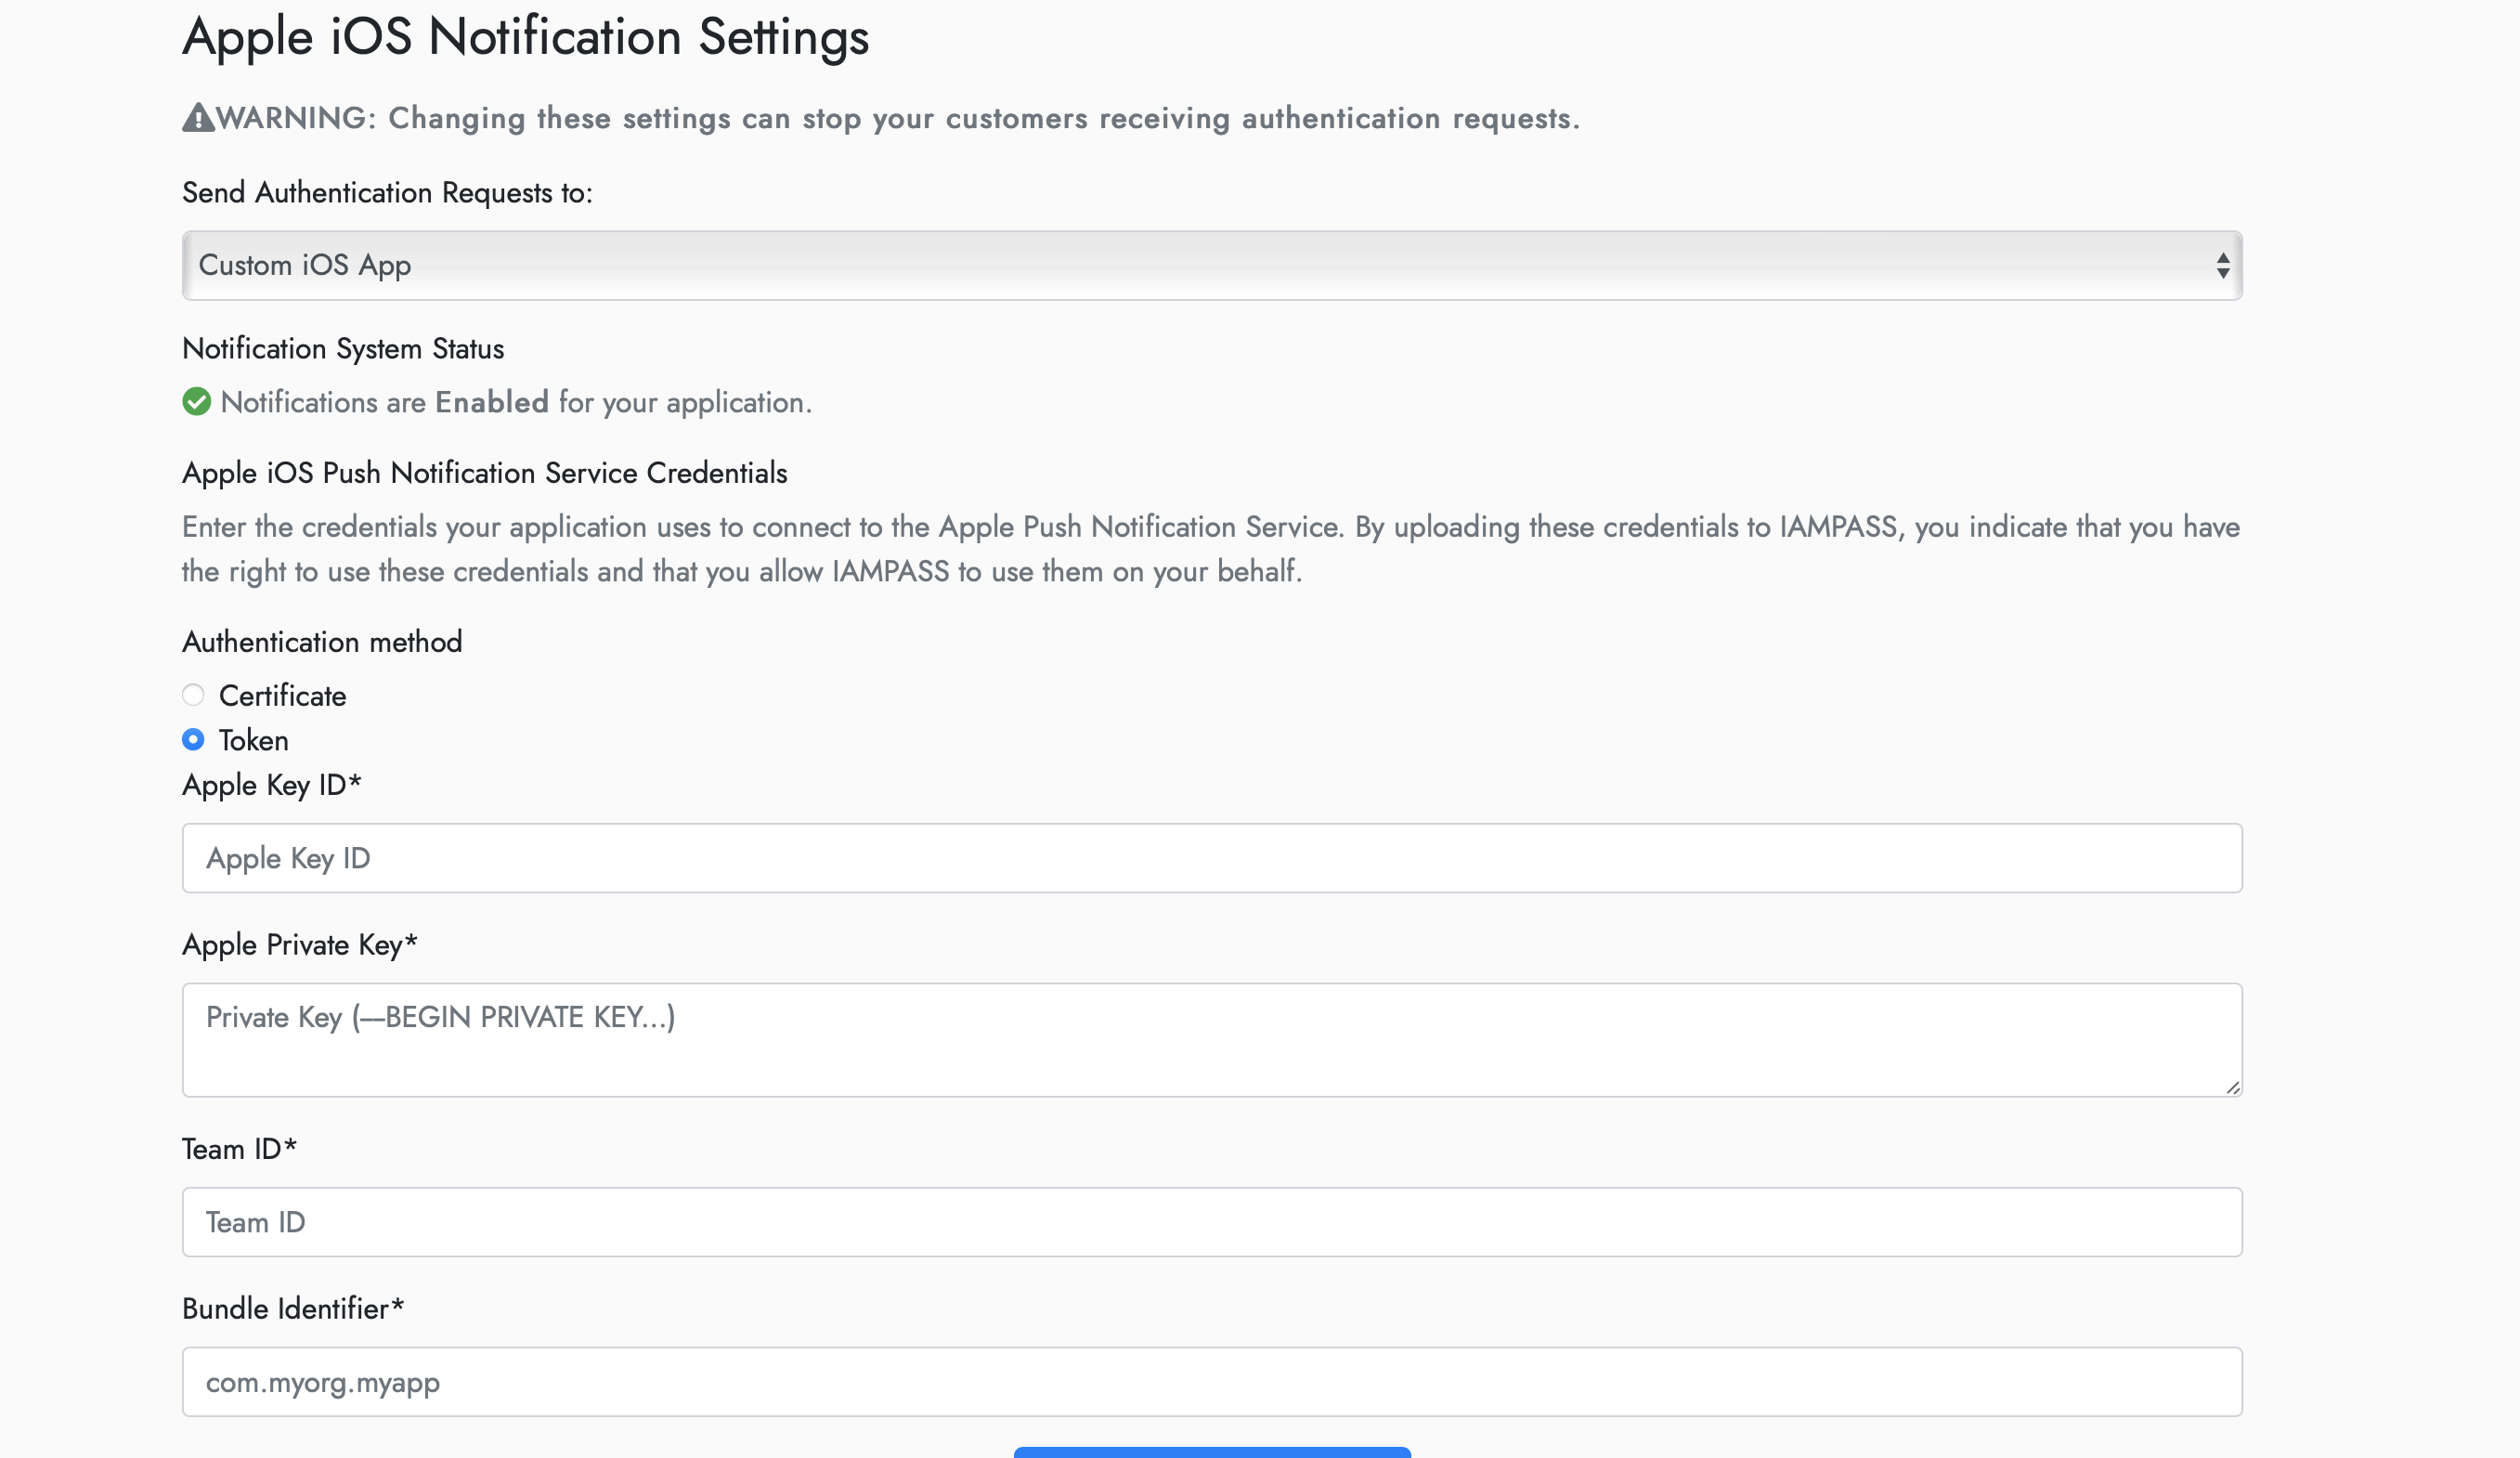 Apple iOS Notification Settings
WARNING: Changing these settings can stop your customers receiving authentication requests.
Send Authentication Requests to:
Custom iOS App
Notification System Status
Notifications are Enabled for your application.
Apple iOS Push Notification Service Credentials
Enter the credentials your application uses to connect to the Apple Push Notification Service. By uploading these credentials to IAMPASS, you indicate that you have
the right to use these credentials and that you allow IAMPASS to use them on your behalf.
Authentication method
Certificate
Token
Apple Key ID*
Apple Key ID
Apple Private Key*
Private Key (—BEGIN PRIVATE KEY...)
Team ID*
Team ID
Bundle Identifier*
com.myorg.myapp